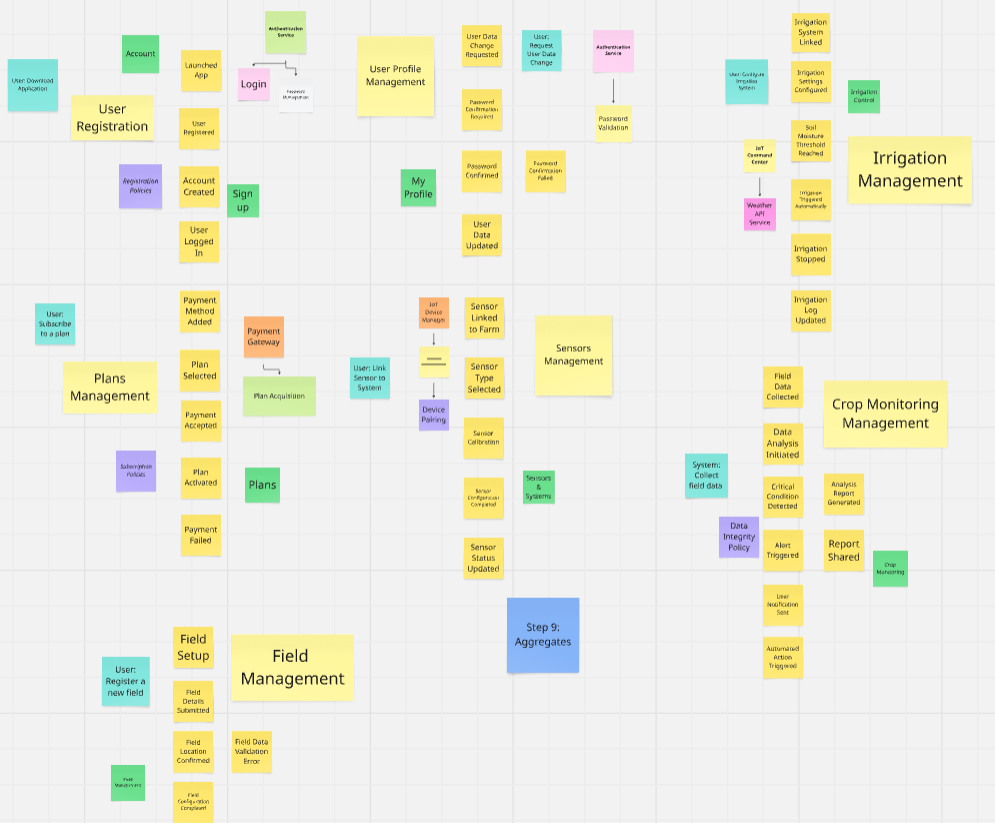 User: Download
Application
Account
User
Registration
Registration
Policies
Launched
App
User
Registered
Account
Created
User
Logged
In
Sign
up
Authentication
Service
Login
Password
Management
User Profile
Management
User Data
Change
Requested
Password
Confirmation
Required
Password
Confirmed
Password
Confirmation
Failed
User
Data
Updated
My
Profile
User:
Request
User Data
Change
Authentication
Service
Password
Validation
User: Configure
Irrigation
System
Irrigation
System
Linked
Irrigation
Settings
Configured
Soil
Moisture
Threshold
Reached
Irrigation
Triggered
Automatically
Irrigation
Stopped
Irrigation
Log
Updated
Irrigation
Control
IoT
Command
Center
Weather
API
Service
Irrigation
Management
User:
Subscribe
to a plan
Plans
Management
Subscription
Policies
Payment
Method
Added
Plan
Selected
Payment
Accepted
Plan
Activated
Payment
Failed
Payment
Gateway
Plan Acquisition
Plans
User: Link
Sensor to
System
IoT
Device
Manager
Device
Pairing
Sensor
Linked
to Farm
Sensor
Type
Selected
Sensor
Calibration
Sensor
Configuration
Completed
Sensor
Status
Updated
Sensors
Management
Sensors
&
Systems
Step 9:
Aggregates
System:
Collect
field data
Data
Integrity
Policy
Field
Data
Collected
Data
Analysis
Initiated
Critical
Condition
Detected
Alert
Triggered
User
Notification
Sent
Automated
Action
Triggered
Crop Monitoring
Management
Analysis
Report
Generated
Report
Shared
Crop
Monitoring
User:
Register a
new field
Field
Setup
Field
Details
Submitted
Field
Location
Confirmed
Field
Configuration
Completed
Field Data
Validation
Error
Field
Management